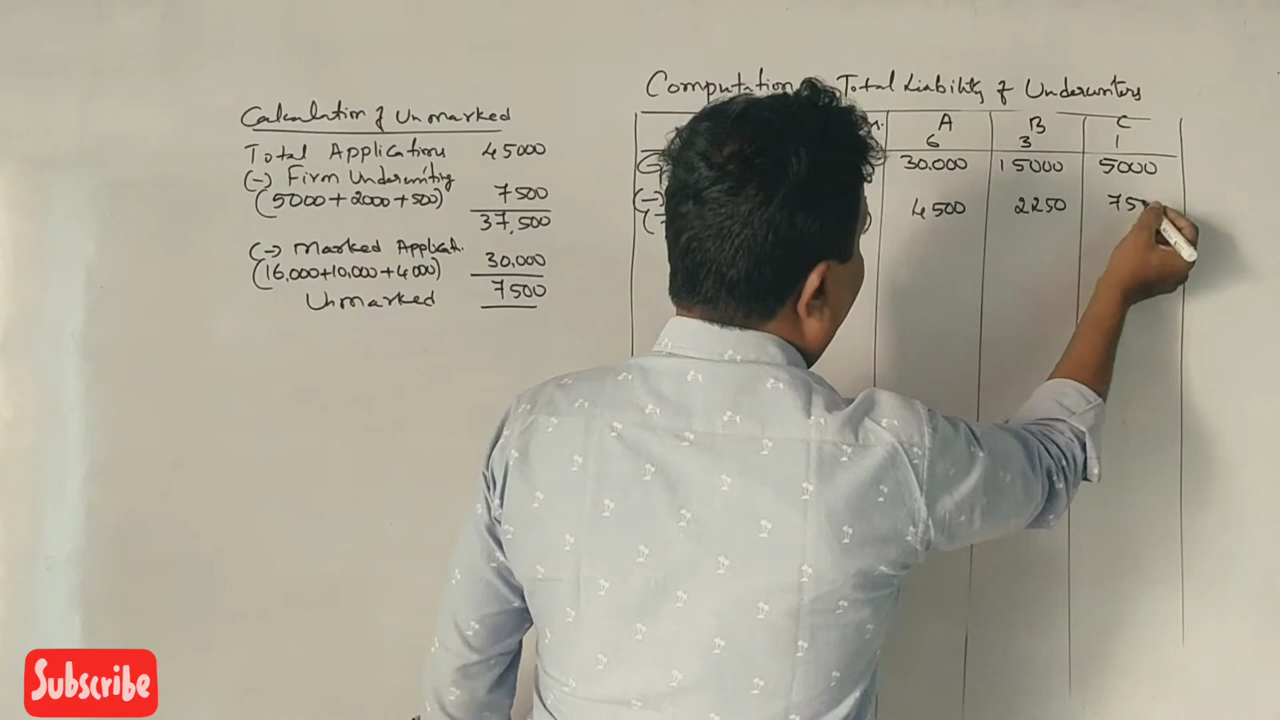 Calculation of Unmarked
Total Applications 45000
(-) Firm Underwriting
(5000 + 2000 + 500) 7500
37,500
(-) Marked Applicati.
(16,000+10,000+4000) 30,000
Unmarked 7500
Computation Total Liability of Underwriters
A B C
6 3 1
30.000 15000 5000
(-) 4500 2250 75
Subscribe